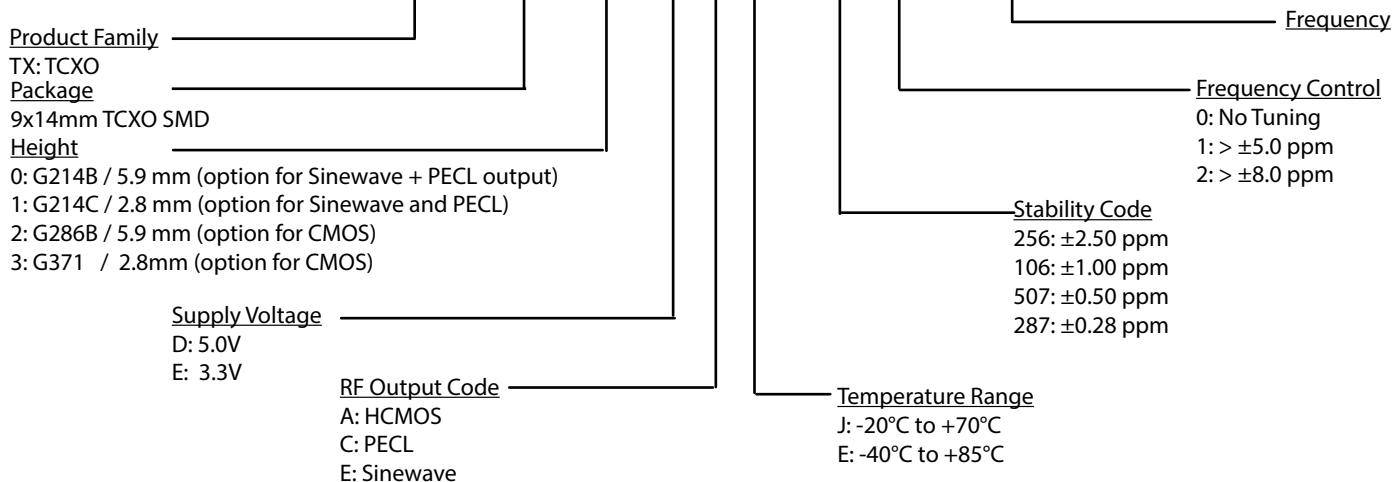 Frequency
Product Family
TX: TCXO
Package
9x14mm TCXO SMD
Height
0: G214B / 5.9 mm (option for Sinewave + PECL output)
1: G214C / 2.8 mm (option for Sinewave and PECL)
2: G286B / 5.9 mm (option for CMOS)
3: G371 / 2.8mm (option for CMOS)
Supply Voltage
D: 5.0V
E: 3.3V
RF Output Code
A: HCMOS
C: PECL
E: Sinewave
Temperature Range
J: -20°C to +70°C
E: -40°C to +85°C
Stability Code
256: ±2.50 ppm
106: ±1.00 ppm
507: ±0.50 ppm
287: ±0.28 ppm
Frequency Control
0: No Tuning
1: > ±5.0 ppm
2: > ±8.0 ppm